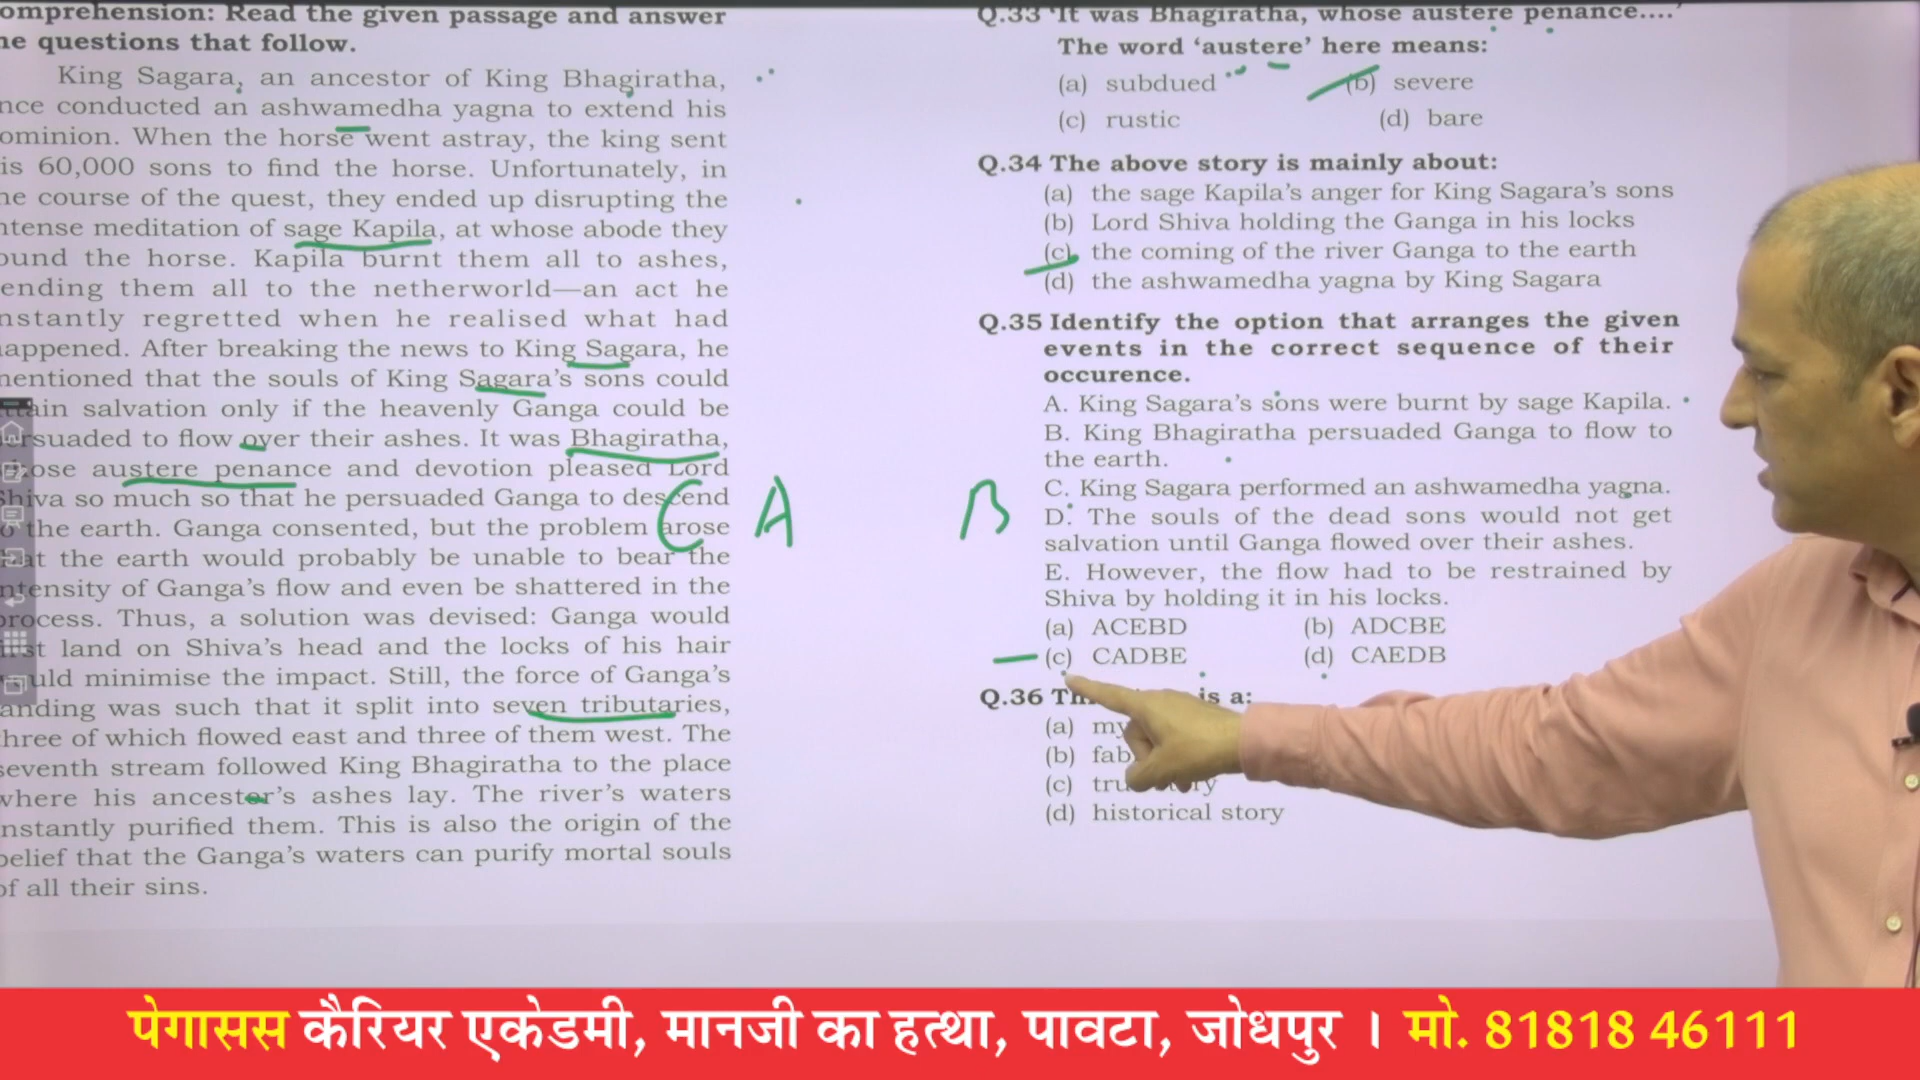 omprehension: Read the given passage and answer
he questions that follow.
King Sagara, an ancestor of King Bhagiratha,
nce conducted an ashwamedha yagna to extend his
ominion. When the horse went astray, the king sent
is 60,000 sons to find the horse. Unfortunately, in
he course of the quest, they ended up disrupting the
ntense meditation of sage Kapila, at whose abode they
ound the horse. Kapila burnt them all to ashes,
ending them all to the netherworld—an act he
nstantly regretted when he realised what had
appened. After breaking the news to King Sagara, he
mentioned that the souls of King Sagara's sons could
ttain salvation only if the heavenly Ganga could be
ersuaded to flow over their ashes. It was Bhagiratha,
hose austere penance and devotion pleased Lord
Shiva so much so that he persuaded Ganga to descend
o the earth. Ganga consented, but the problem arose
hat the earth would probably be unable to bear the
ntensity of Ganga's flow and even be shattered in the
process. Thus, a solution was devised: Ganga would
irst land on Shiva's head and the locks of his hair
ould minimise the impact. Still, the force of Ganga's
anding was such that it split into seven tributaries,
three of which flowed east and three of them west. The
seventh stream followed King Bhagiratha to the place
where his ancestor's ashes lay. The river's waters
nstantly purified them. This is also the origin of the
belief that the Ganga's waters can purify mortal souls
of all their sins.
C A B
Q.33 'It was Bhagiratha, whose austere penance....'
The word 'austere' here means:
(a) subdued (b) severe
(c) rustic (d) bare
Q.34 The above story is mainly about:
(a) the sage Kapila's anger for King Sagara's sons
(b) Lord Shiva holding the Ganga in his locks
(c) the coming of the river Ganga to the earth
(d) the ashwamedha yagna by King Sagara
Q.35 Identify the option that arranges the given
events in the correct sequence of their
occurence.
A. King Sagara's sons were burnt by sage Kapila.
B. King Bhagiratha persuaded Ganga to flow to
the earth.
C. King Sagara performed an ashwamedha yagna.
D. The souls of the dead sons would not get
salvation until Ganga flowed over their ashes.
E. However, the flow had to be restrained by
Shiva by holding it in his locks.
(a) ACEBD (b) ADCBE
(c) CADBE (d) CAEDB
Q.36 is a:
(a)
(b)
(c)
(d) historical story
पेगासस कैरियर एकेडमी, मानजी का हत्था, पावटा, जोधपुर । मो. 81818 46111